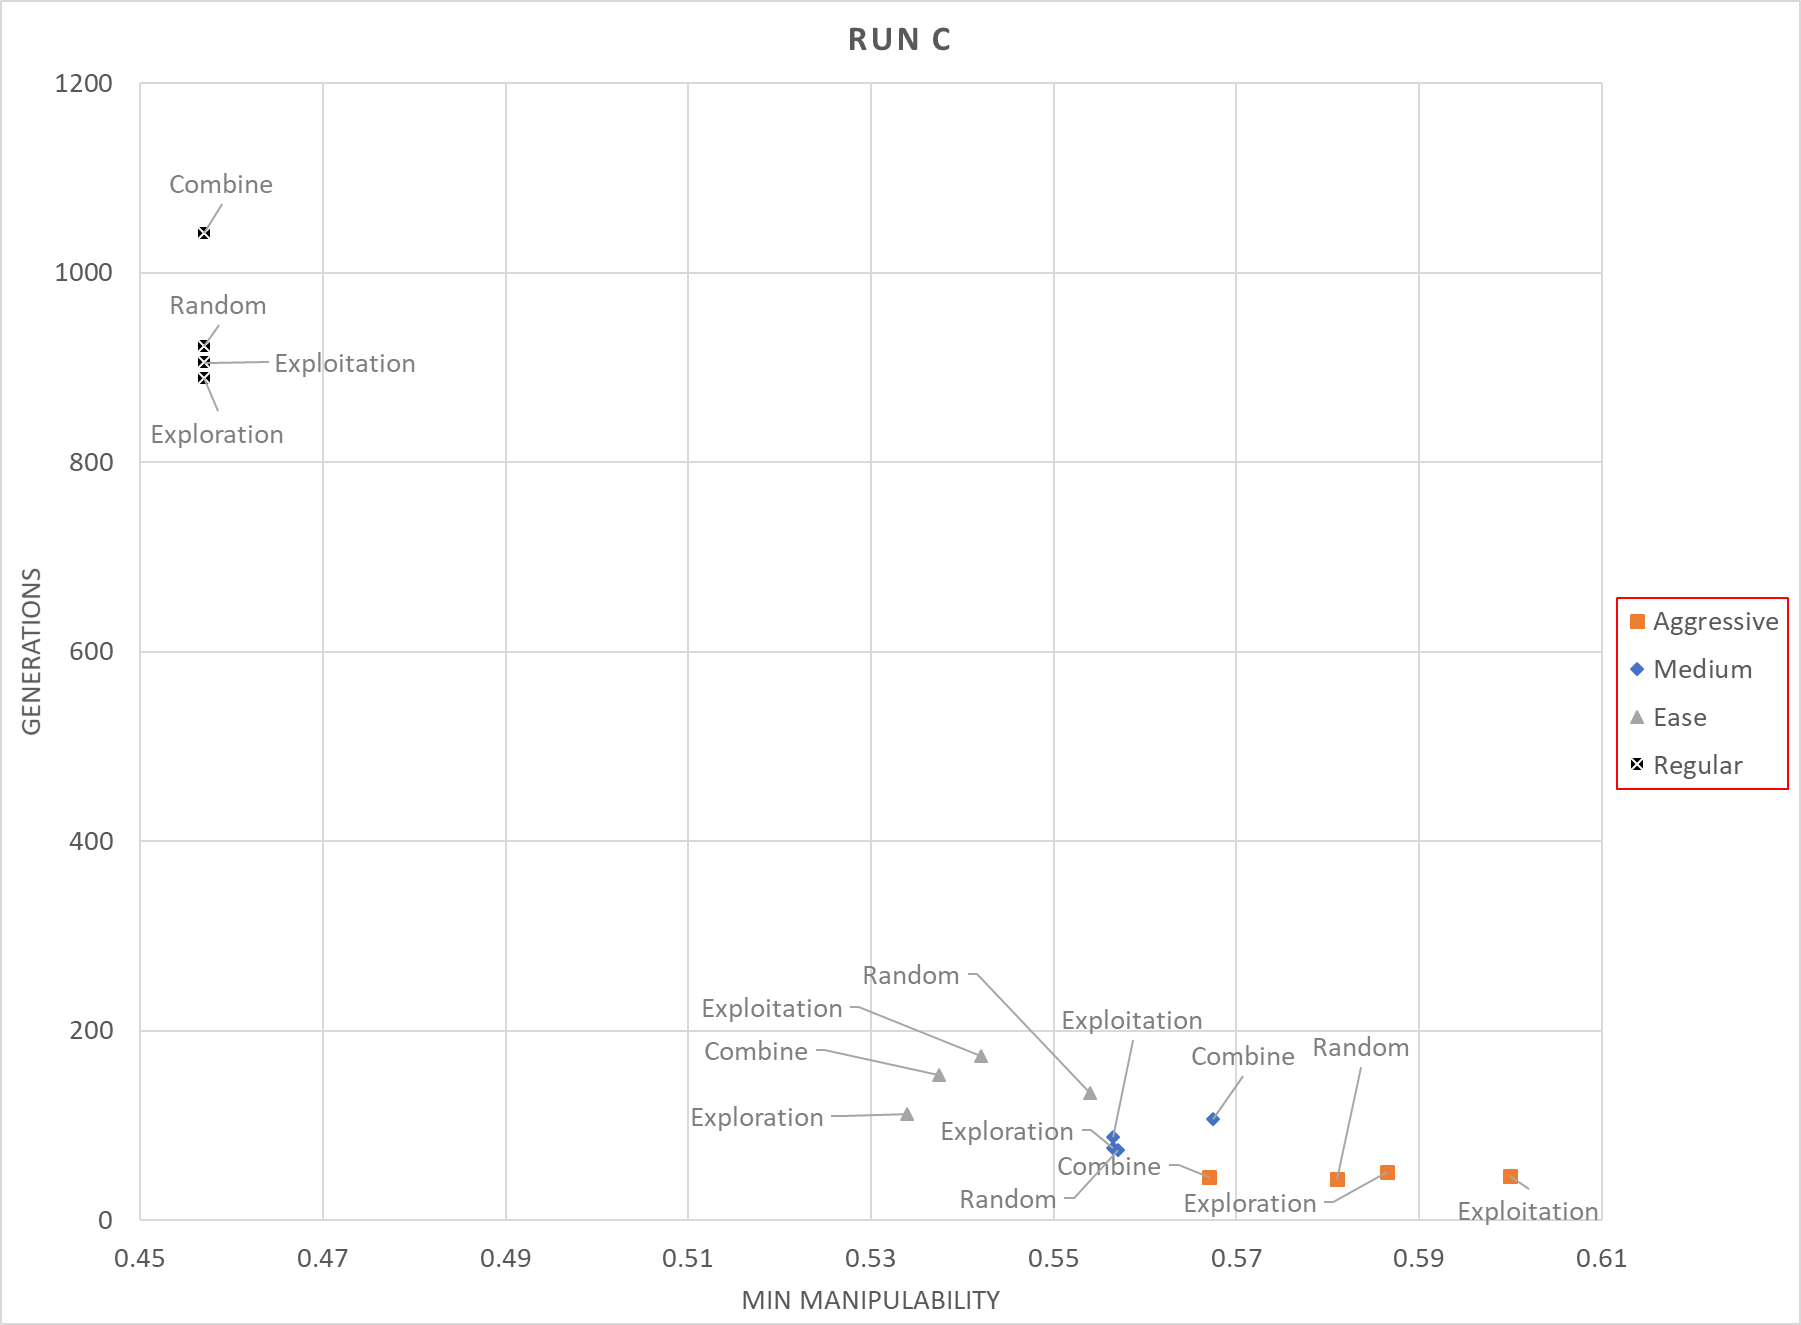 RUN C
1200
1000
800
600
400
200
0
GENERATIONS
Combine
Random
Exploitation
Exploration
Random
Exploitation
Combine
Exploration
Exploitation
Combine
Random
Exploration
Combine
Random
Exploration
Exploitation
0.45 0.47 0.49 0.51 0.53 0.55 0.57 0.59 0.61
MIN MANIPULABILITY
Aggressive
Medium
Ease
Regular